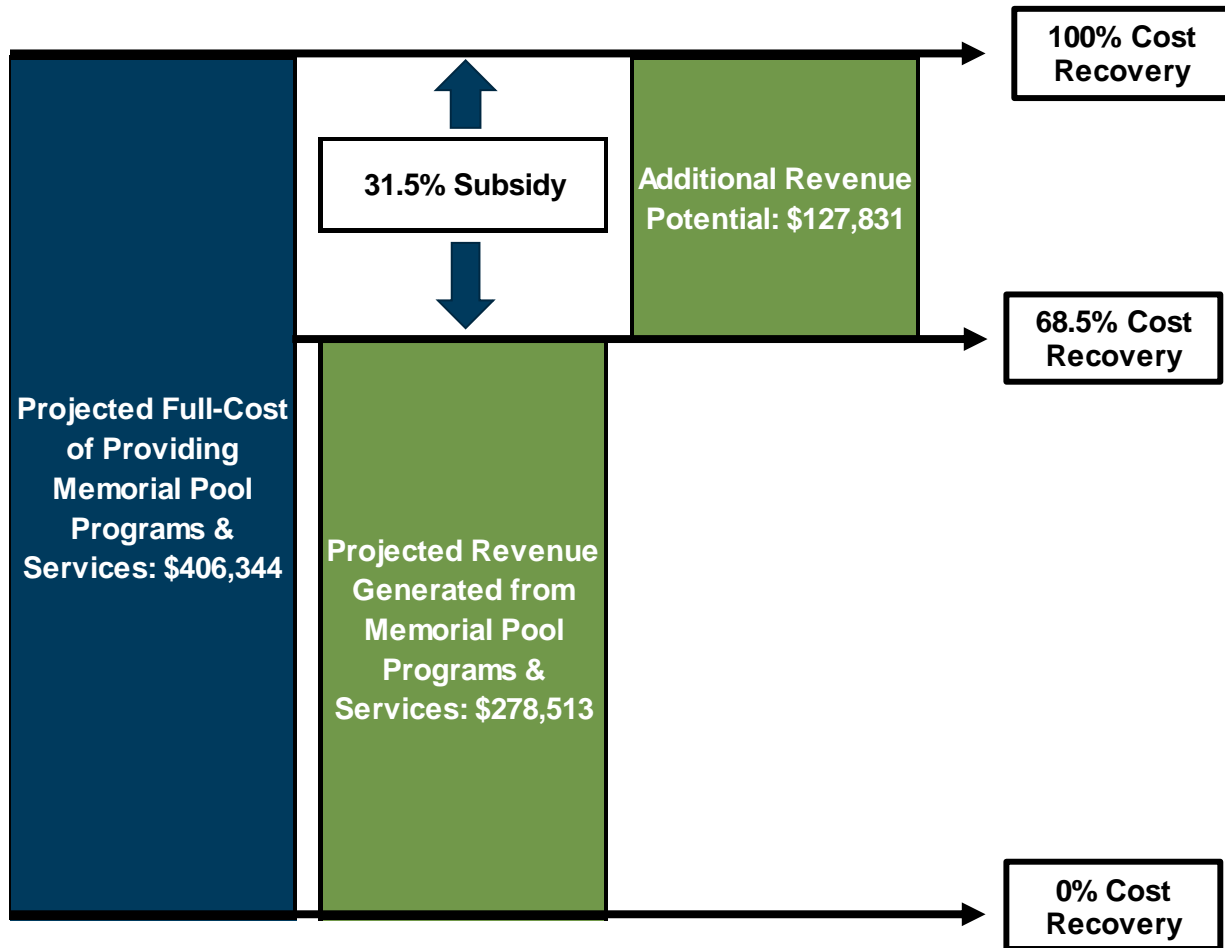 100% Cost
Recovery
31.5% Subsidy
Additional Revenue
Potential: $127,831
68.5% Cost
Recovery
Projected Full-Cost
of Providing
Memorial Pool
Programs &
Services: $406,344
Projected Revenue
Generated from
Memorial Pool
Programs &
Services: $278,513
0% Cost
Recovery